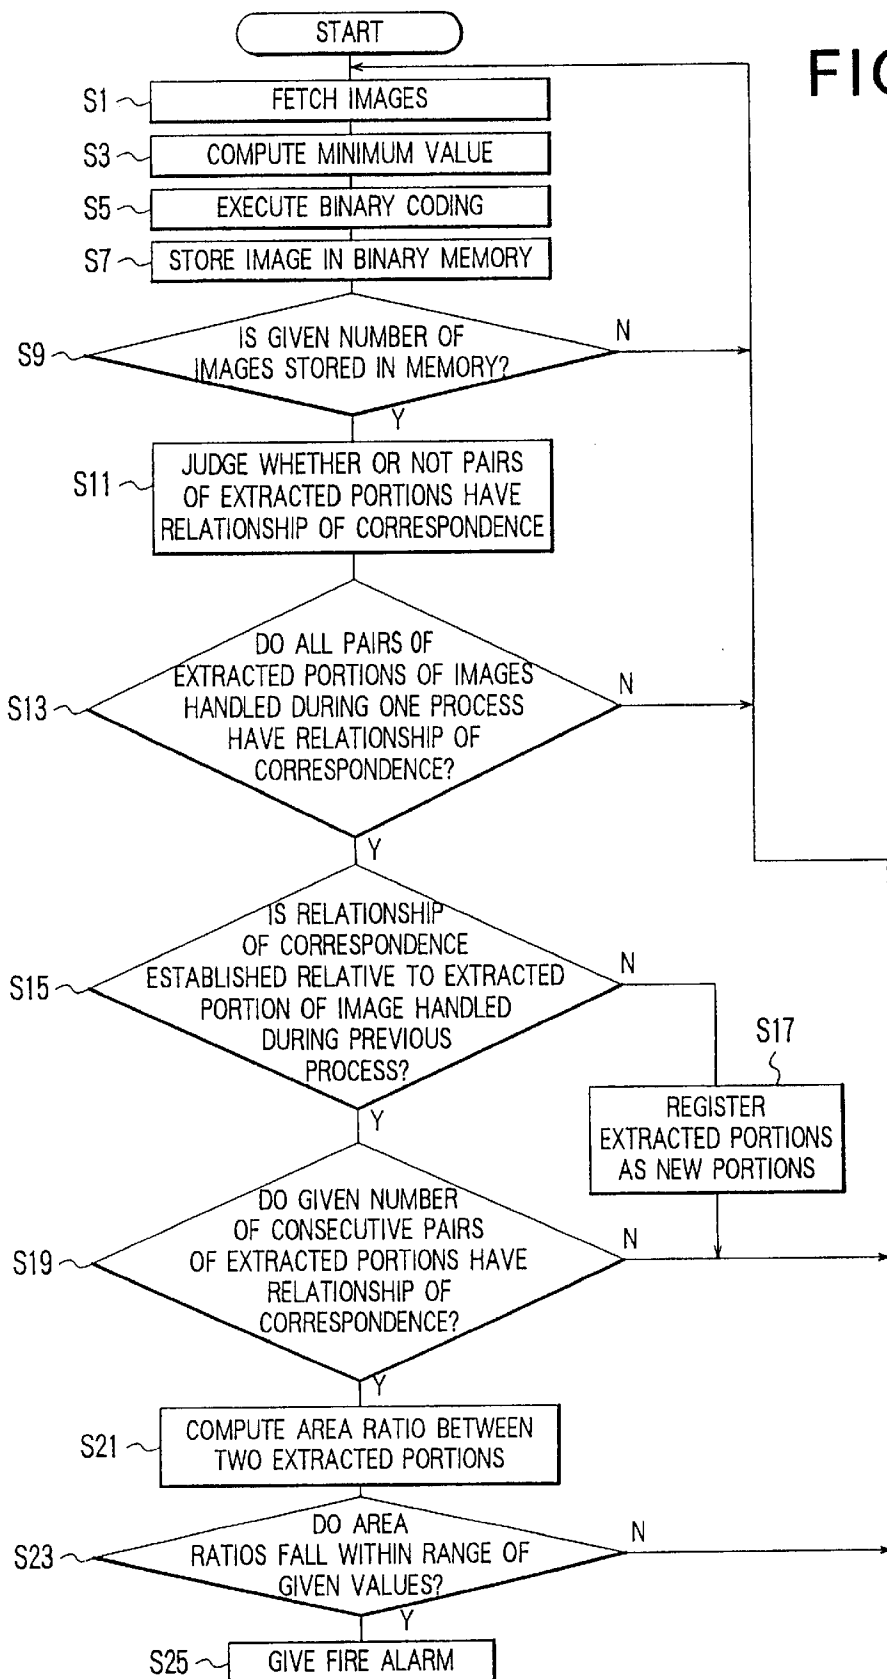 START
FIG
S1
FETCH IMAGES
S3
COMPUTE MINIMUM VALUE
S5
EXECUTE BINARY CODING
S7
STORE IMAGE IN BINARY MEMORY
S9
IS GIVEN NUMBER OF
IMAGES STORED IN MEMORY?
N
Y
S11
JUDGE WHETHER OR NOT PAIRS
OF EXTRACTED PORTIONS HAVE
RELATIONSHIP OF CORRESPONDENCE
S13
DO ALL PAIRS OF
EXTRACTED PORTIONS OF IMAGES
HANDLED DURING ONE PROCESS
HAVE RELATIONSHIP OF
CORRESPONDENCE?
N
Y
S15
IS RELATIONSHIP
OF CORRESPONDENCE
ESTABLISHED RELATIVE TO EXTRACTED
PORTION OF IMAGE HANDLED
DURING PREVIOUS
PROCESS?
N
Y
S17
REGISTER
EXTRACTED PORTIONS
AS NEW PORTIONS
S19
DO GIVEN NUMBER
OF CONSECUTIVE PAIRS
OF EXTRACTED PORTIONS HAVE
RELATIONSHIP OF
CORRESPONDENCE?
N
Y
S21
COMPUTE AREA RATIO BETWEEN
TWO EXTRACTED PORTIONS
S23
DO AREA
RATIOS FALL WITHIN RANGE OF
GIVEN VALUES?
N
Y
S25
GIVE FIRE ALARM